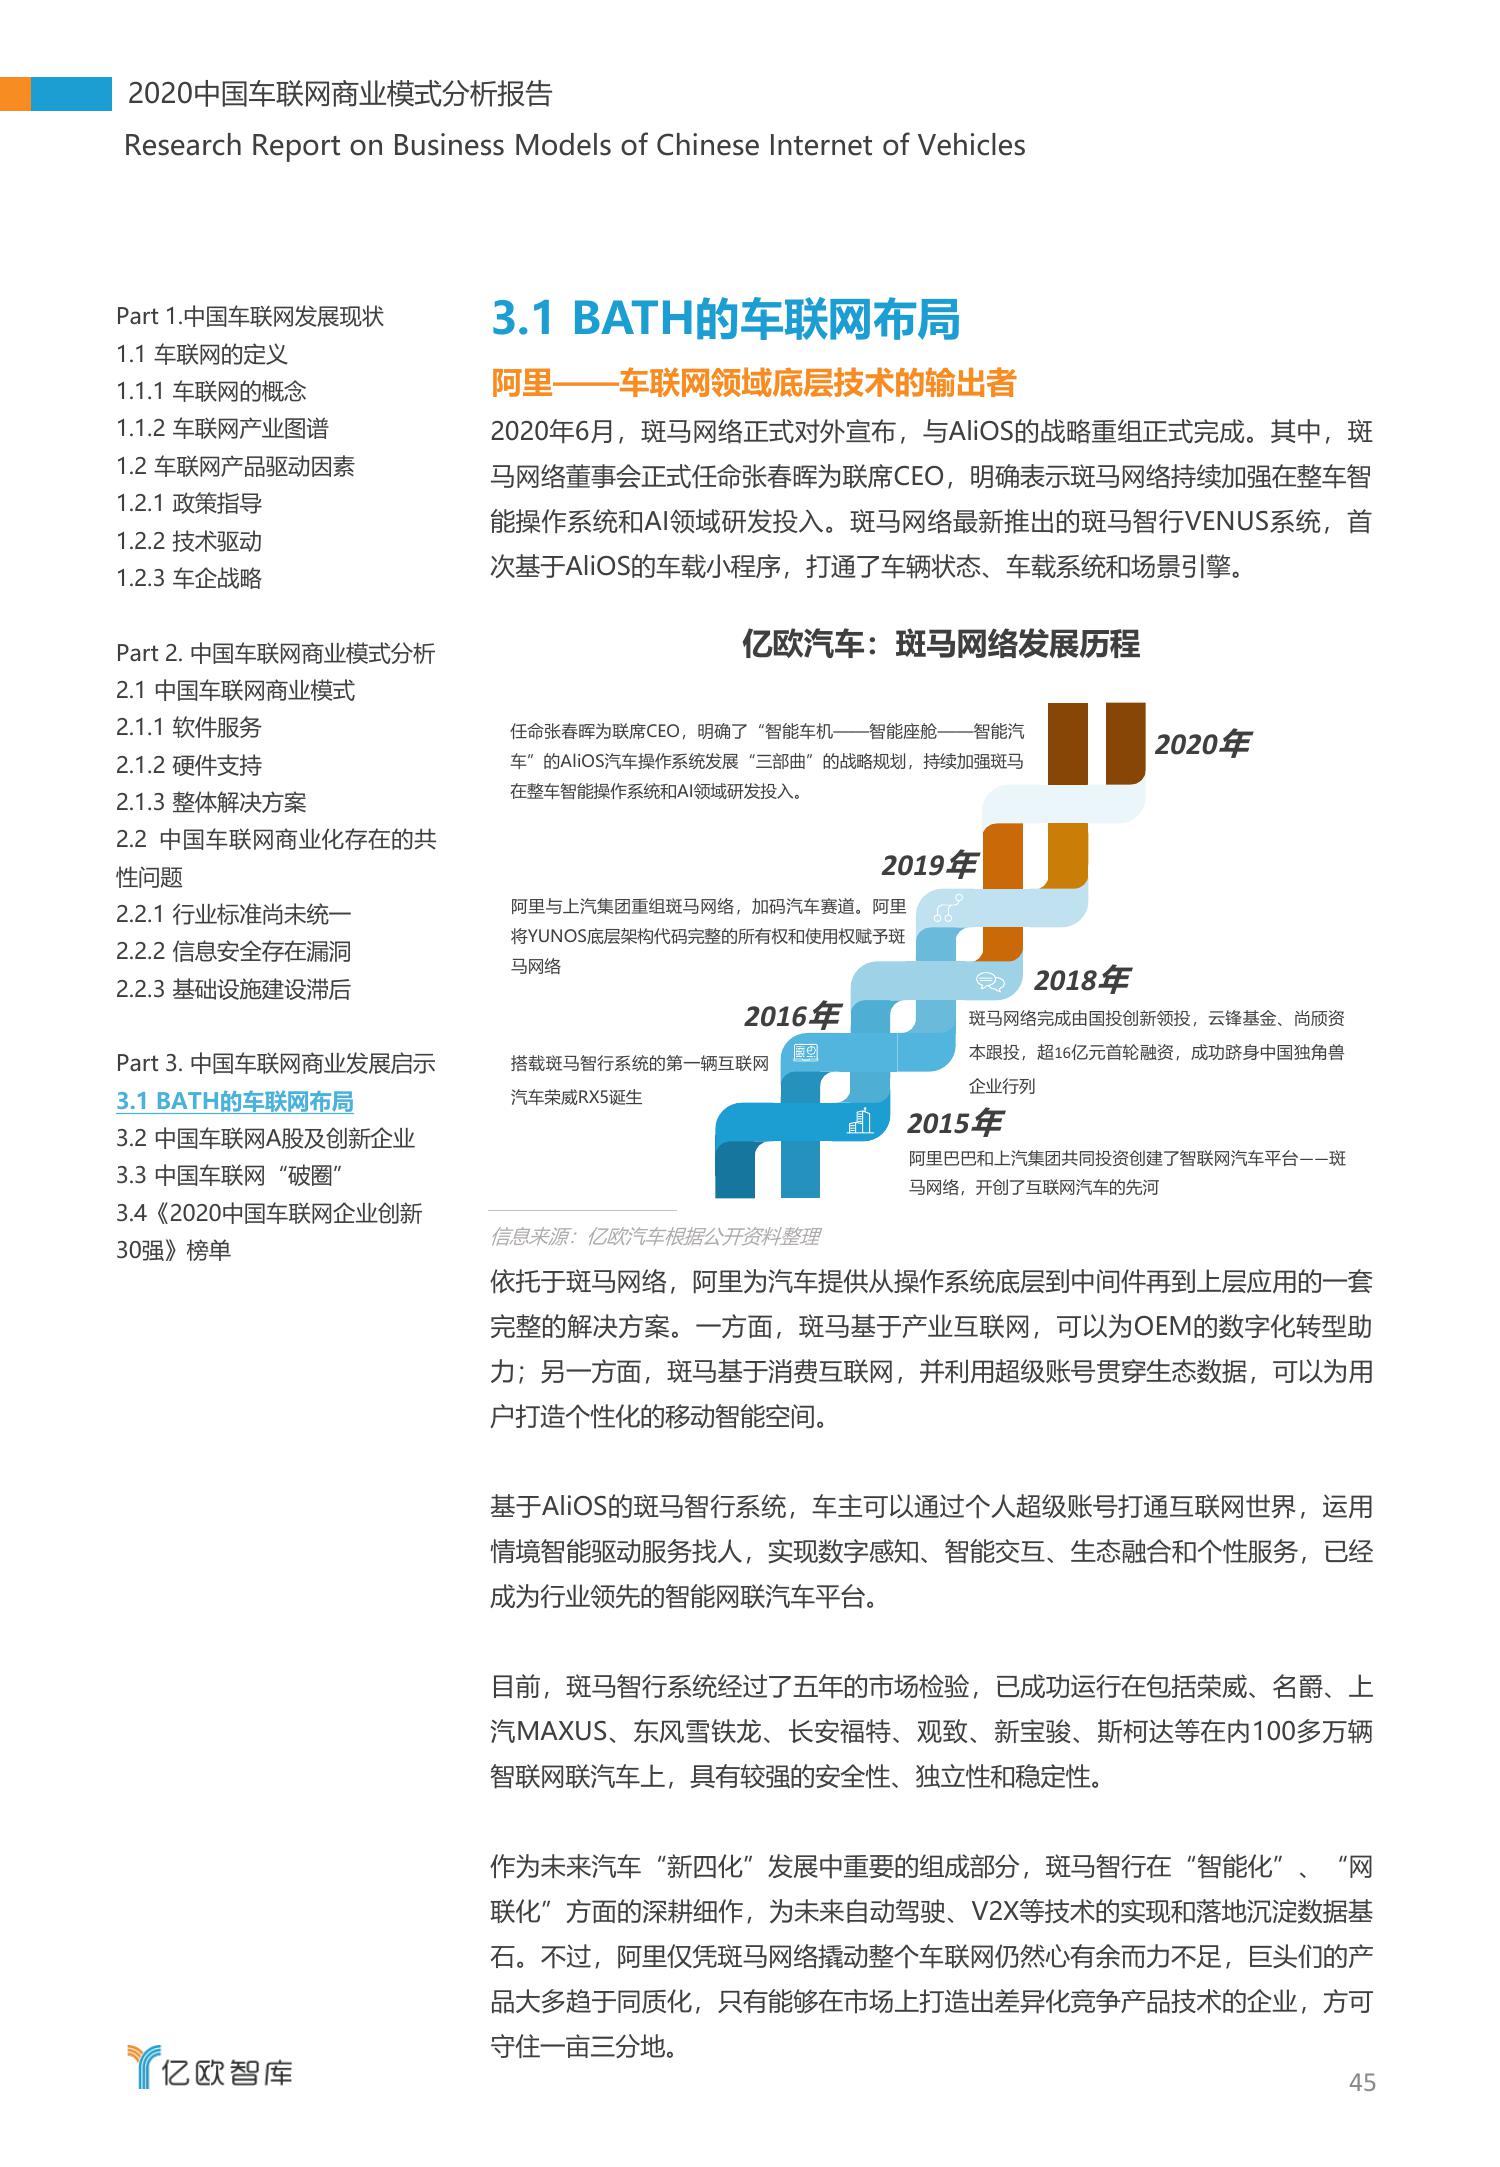 2020中国车联网商业模式分析报告
Research Report on Business Models of Chinese Internet of Vehicles
Part 1.中国车联网发展现状
1.1 车联网的定义
1.1.1 车联网的概念
1.1.2 车联网产业图谱
1.2 车联网产品驱动因素
1.2.1 政策指导
1.2.2 技术驱动
1.2.3 车企战略
Part 2. 中国车联网商业模式分析
2.1 中国车联网商业模式
2.1.1 软件服务
2.1.2 硬件支持
2.1.3 整体解决方案
2.2 中国车联网商业化存在的共
性问题
2.2.1 行业标准尚未统一
2.2.2 信息安全存在漏洞
2.2.3 基础设施建设滞后
Part 3. 中国车联网商业发展启示
3.1 BATH的车联网布局
3.2 中国车联网A股及创新企业
3.3 中国车联网“破圈”
3.4《2020中国车联网企业创新
30强》榜单
3.1 BATH的车联网布局
阿里——车联网领域底层技术的输出者
2020年6月，斑马网络正式对外宣布，与AliOS的战略重组正式完成。其中，斑
马网络董事会正式任命张春晖为联席CEO，明确表示斑马网络持续加强在整车智
能操作系统和AI领域研发投入。斑马网络最新推出的斑马智行VENUS系统，首
次基于AliOS的车载小程序，打通了车辆状态、车载系统和场景引擎。
亿欧汽车：斑马网络发展历程
任命张春晖为联席CEO，明确了“智能车机——智能座舱——智能汽
车”的AliOS汽车操作系统发展“三部曲”的战略规划，持续加强斑马
在整车智能操作系统和AI领域研发投入。
2020年
2019年
阿里与上汽集团重组斑马网络，加码汽车赛道。阿里
将YUNOS底层架构代码完整的所有权和使用权赋予斑
马网络
2018年
斑马网络完成由国投创新领投，云锋基金、尚欣资
本跟投，超16亿元首轮融资，成功跻身中国独角兽
企业行列
2016年
搭载斑马智行系统的第一辆互联网
汽车荣威RX5诞生
2015年
阿里巴巴和上汽集团共同投资创建了智联网汽车平台——斑
马网络，开创了互联网汽车的先河
信息来源：亿欧汽车根据公开资料整理
依托于斑马网络，阿里为汽车提供从操作系统底层到中间件再到上层应用的一套
完整的解决方案。一方面，斑马基于产业互联网，可以为OEM的数字化转型助
力；另一方面，斑马基于消费互联网，并利用超级账号贯穿生态数据，可以为用
户打造个性化的移动智能空间。
基于AliOS的斑马智行系统，车主可以通过个人超级账号打通互联网世界，运用
情境智能驱动服务找人，实现数字感知、智能交互、生态融合和个性服务，已经
成为行业领先的智能网联汽车平台。
目前，斑马智行系统经过了五年的市场检验，已成功运行在包括荣威、名爵、上
汽MAXUS、东风雪铁龙、长安福特、观致、新宝骏、斯柯达等在内100多万辆
智联网联汽车上，具有较强的安全性、独立性和稳定性。
作为未来汽车“新四化”发展中重要的组成部分，斑马智行在“智能化”、“网
联化”方面的深耕细作，为未来自动驾驶、V2X等技术的实现和落地沉淀数据基
石。不过，阿里仅凭斑马网络撬动整个车联网仍然心有余而力不足，巨头们的产
品大多趋于同质化，只有能够在市场上打造出差异化竞争产品技术的企业，方可
守住一亩三分地。
亿欧智库
45